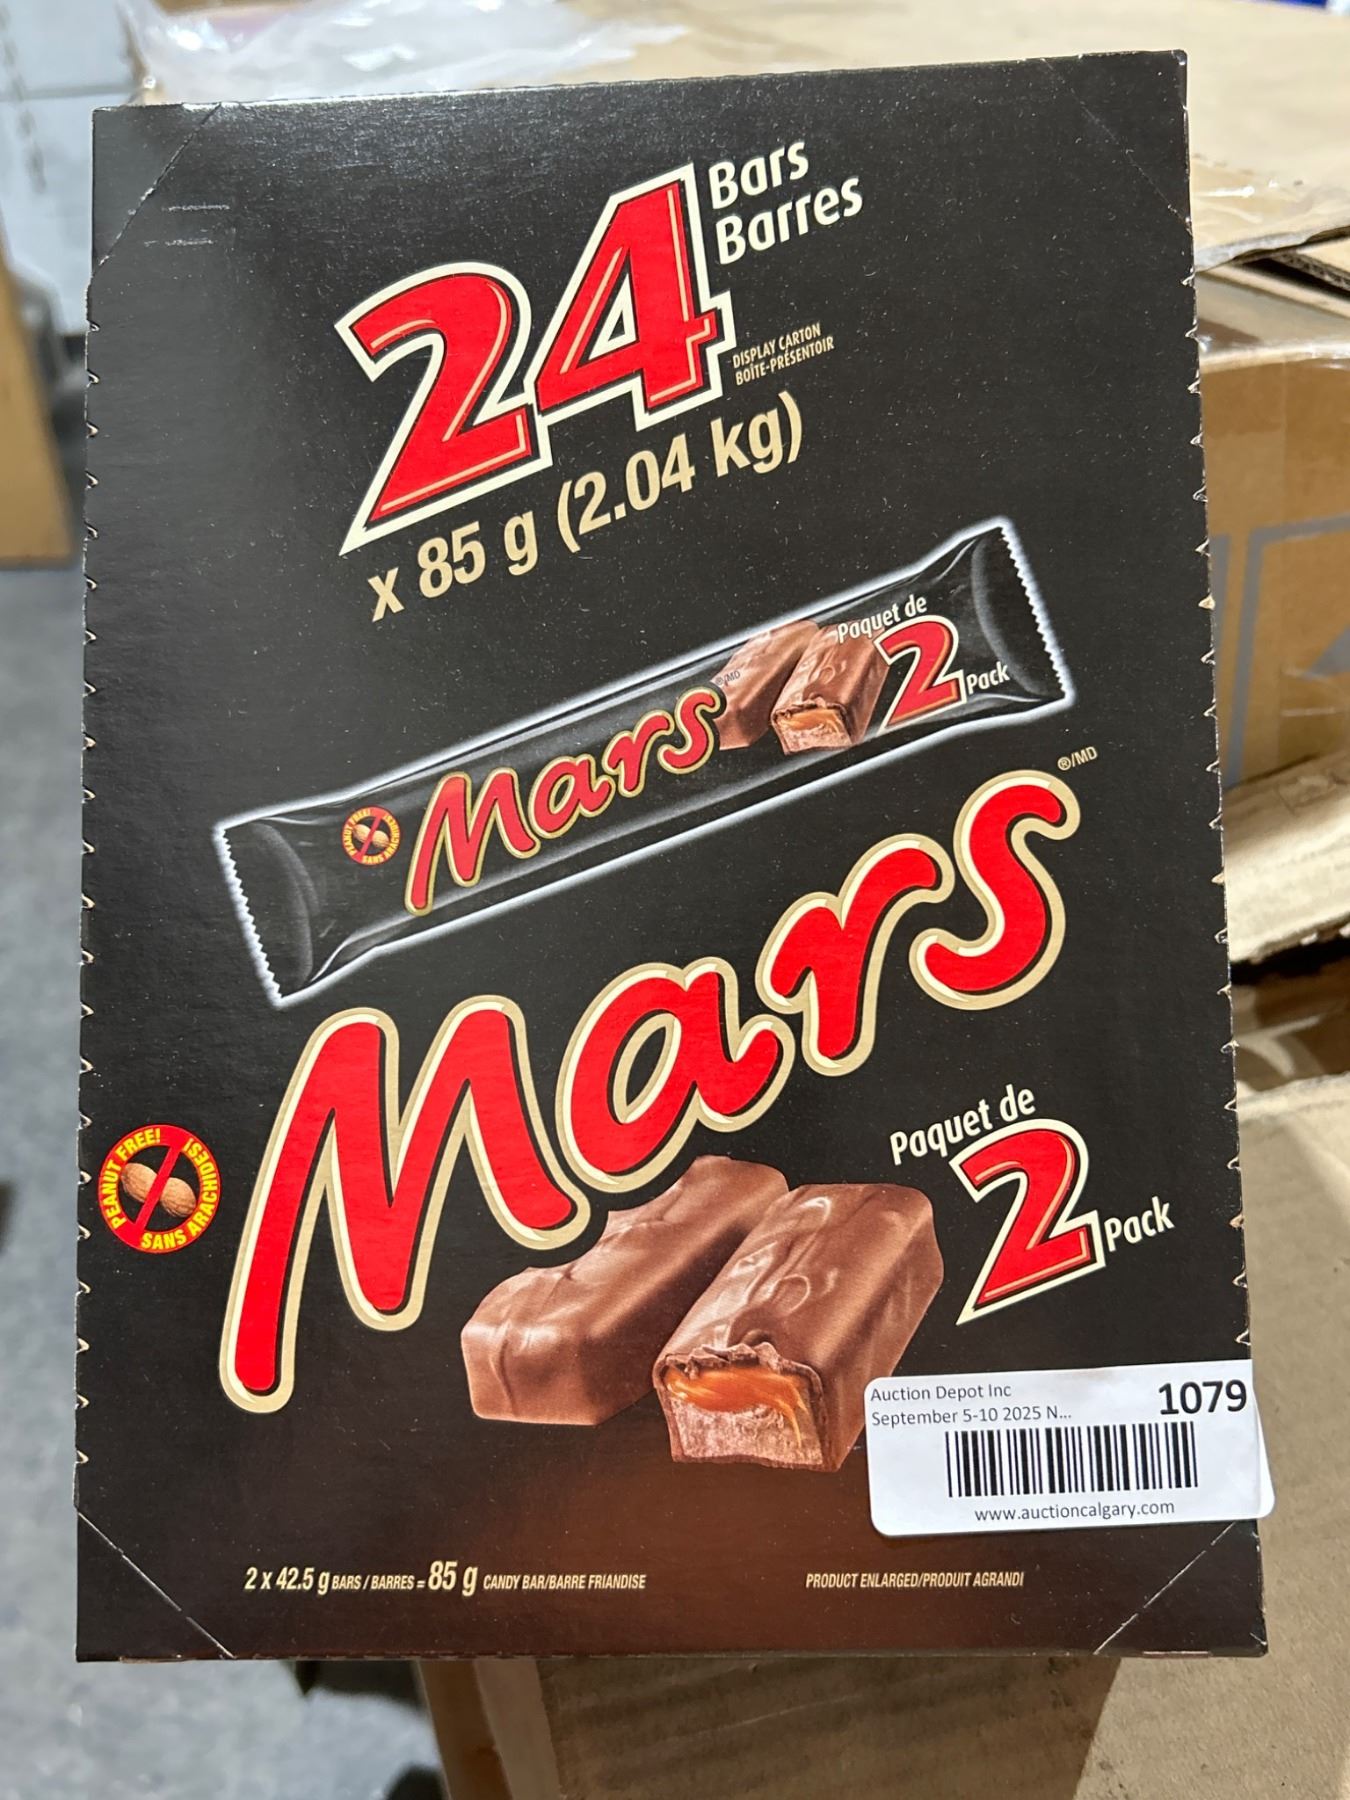 24
Bars
Barres
DISPLAY CARTON
BOÎTE-PRÉSENTOIR
x 85 g (2.04 kg)
Paquet de
2
Pack
PEANUT FREE!
SANS ARACHIDES!
Mars®/MD
Mars®/MD
PEANUT FREE!
SANS ARACHIDES!
Paquet de
2
Pack
Auction Depot Inc
1079
September 5-10 2025 N...
www.auctioncalgary.com
2 x 42.5 g BARS / BARRES = 85 g CANDY BAR/BARRE FRIANDISE
PRODUCT ENLARGED/PRODUIT AGRANDI